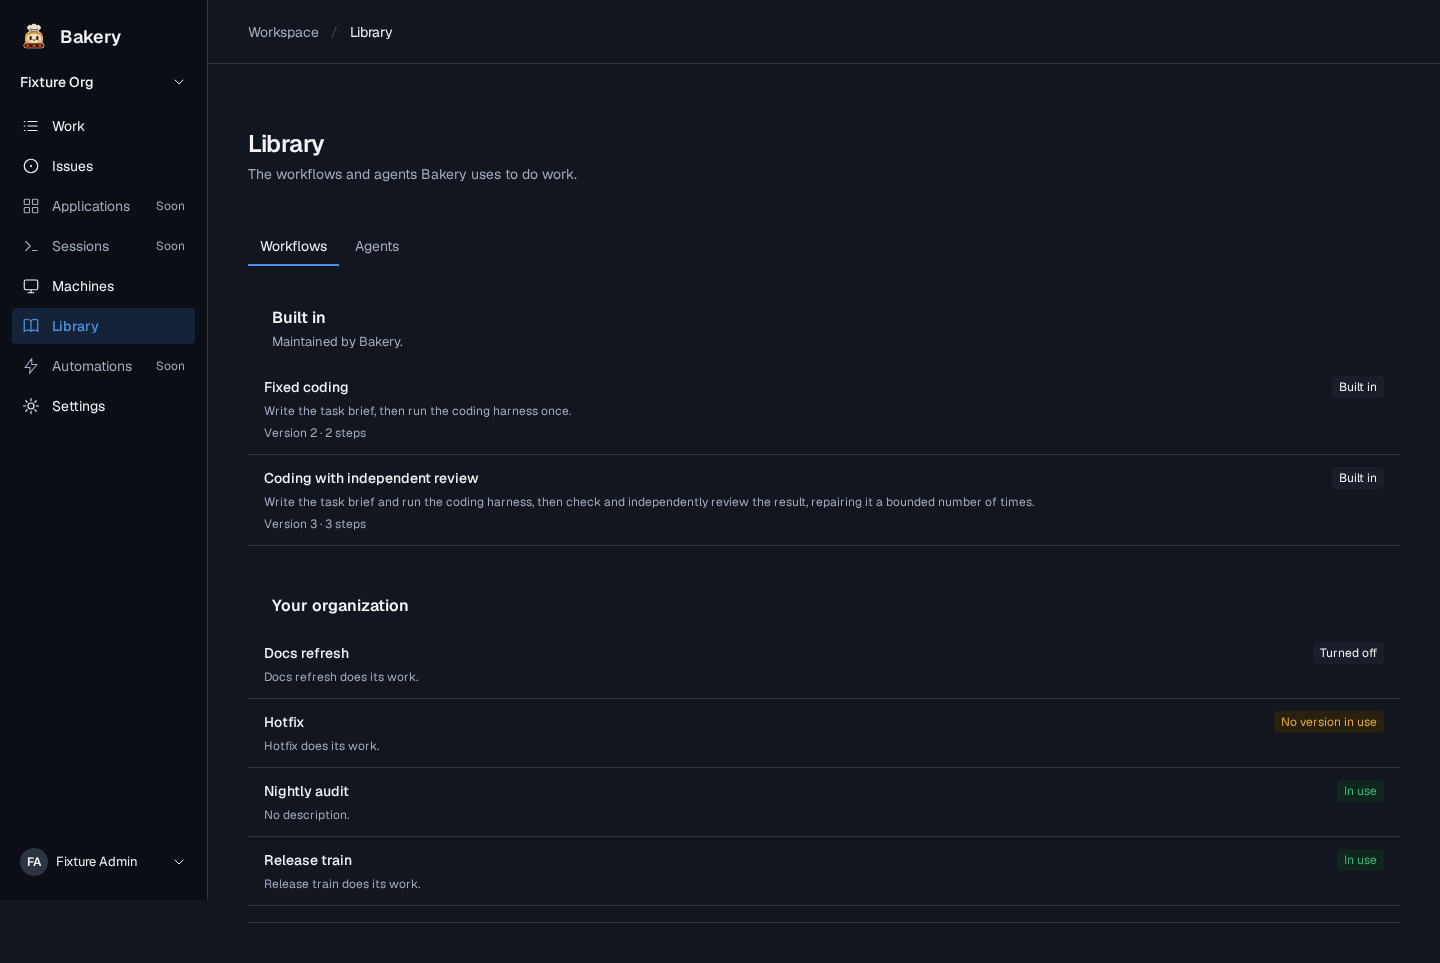 Bakery
Fixture Org
Work
Issues
Applications Soon
Sessions Soon
Machines
Library
Automations Soon
Settings
FA Fixture Admin
Workspace / Library
Library
The workflows and agents Bakery uses to do work.
Workflows Agents
Built in
Maintained by Bakery.
Fixed coding Built in
Write the task brief, then run the coding harness once.
Version 2 · 2 steps
Coding with independent review Built in
Write the task brief and run the coding harness, then check and independently review the result, repairing it a bounded number of times.
Version 3 · 3 steps
Your organization
Docs refresh Turned off
Docs refresh does its work.
Hotfix No version in use
Hotfix does its work.
Nightly audit In use
No description.
Release train In use
Release train does its work.